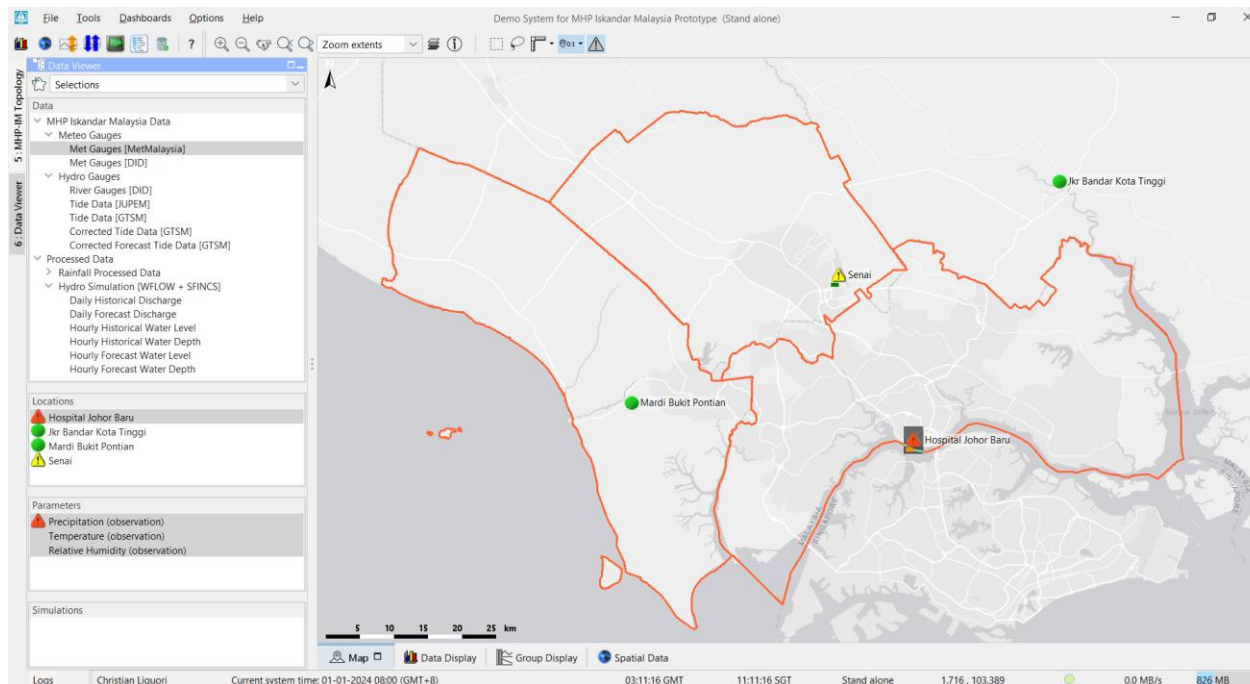 File Tools Dashboards Options Help
Demo System for MHP Iskandar Malaysia Prototype (Stand alone)
? Zoom extents 0.1
5 : MHP-IM Topology
6 : Data Viewer
Data Viewer
Selections
Data
MHP Iskandar Malaysia Data
Meteo Gauges
Met Gauges [MetMalaysia]
Met Gauges [DID]
Hydro Gauges
River Gauges [DID]
Tide Data [JUPEM]
Tide Data [GTSM]
Corrected Tide Data [GTSM]
Corrected Forecast Tide Data [GTSM]
Processed Data
Rainfall Processed Data
Hydro Simulation [WFLOW + SFINCS]
Daily Historical Discharge
Daily Forecast Discharge
Hourly Historical Water Level
Hourly Historical Water Depth
Hourly Forecast Water Level
Hourly Forecast Water Depth
Locations
Hospital Johor Baru
Jkr Bandar Kota Tinggi
Mardi Bukit Pontian
Senai
Parameters
Precipitation (observation)
Temperature (observation)
Relative Humidity (observation)
Simulations
N
Jkr Bandar Kota Tinggi
Senai
Mardi Bukit Pontian
Hospital Johor Baru
MALAYSIA
SINGAPORE
MALAYSIA
SINGAPORE
5 10 15 20 25 km
Map Data Display Group Display Spatial Data
Logs Christian Liguori Current system time: 01-01-2024 08:00 (GMT+8) 03:11:16 GMT 11:11:16 SGT Stand alone 1.716 , 103.389 0.0 MB/s 826 MB